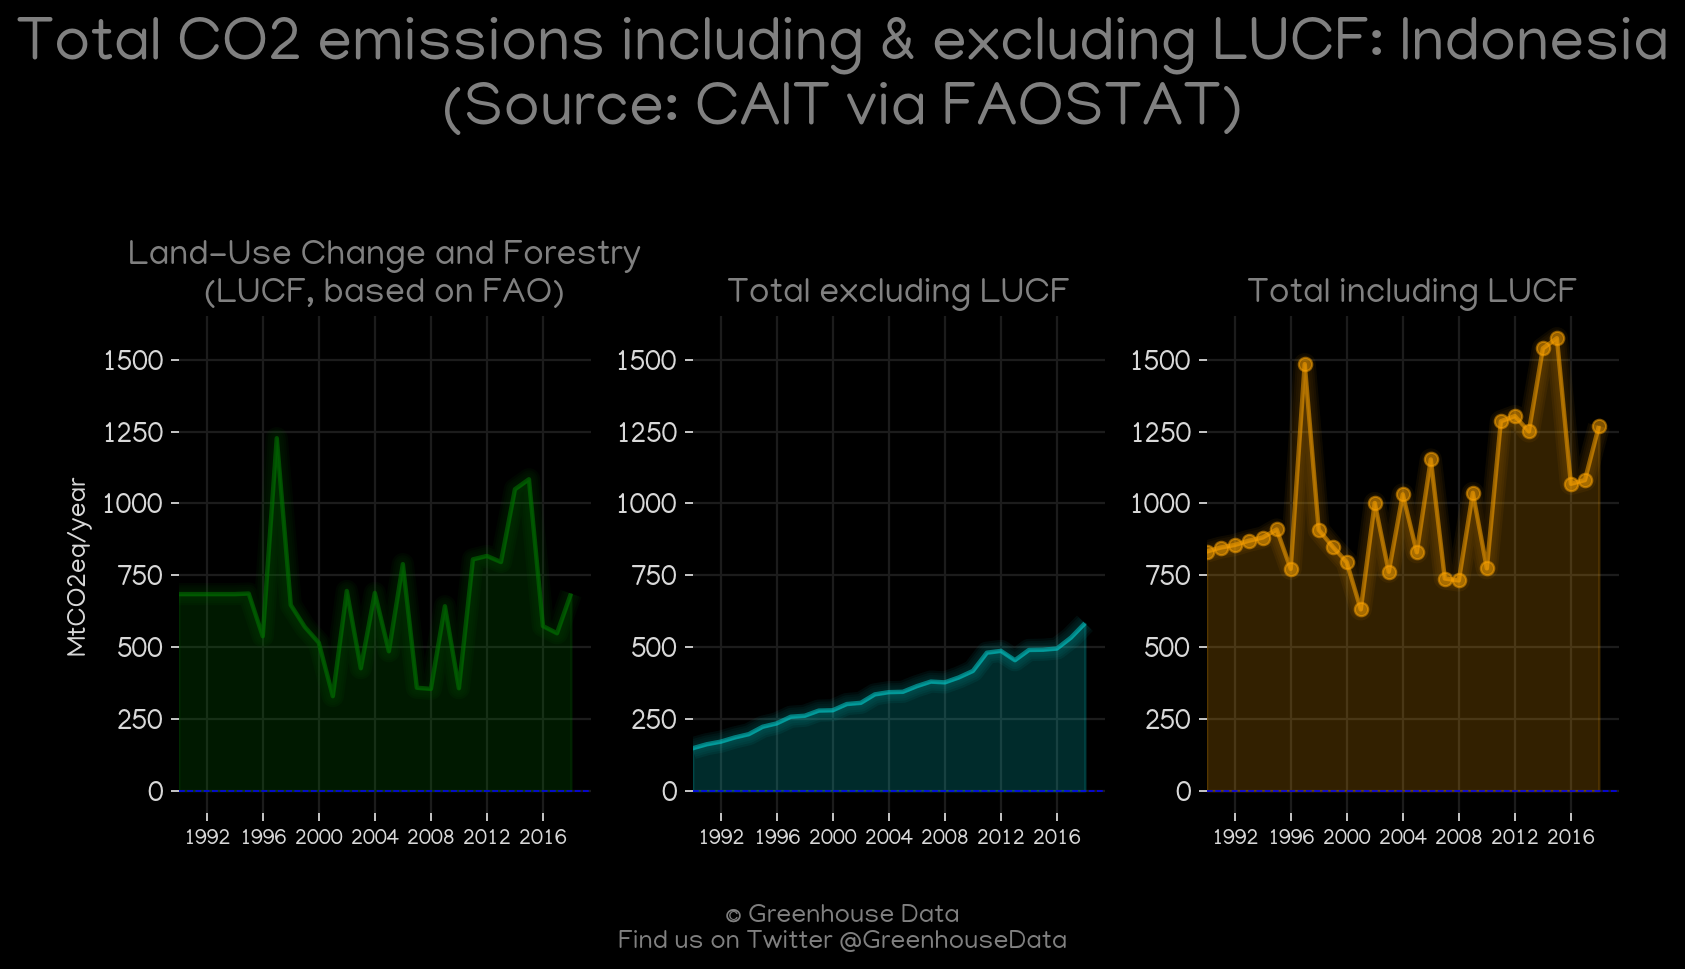 Total CO2 emissions including & excluding LUCF: Indonesia
(Source: CAIT via FAOSTAT)
Land-Use Change and Forestry
(LUCF, based on FAO)
Total excluding LUCF
Total including LUCF
MtCO2eq/year
1500
1250
1000
750
500
250
0
1992 1996 2000 2004 2008 2012 2016
1500
1250
1000
750
500
250
0
1992 1996 2000 2004 2008 2012 2016
1500
1250
1000
750
500
250
0
1992 1996 2000 2004 2008 2012 2016
© Greenhouse Data
Find us on Twitter @GreenhouseData